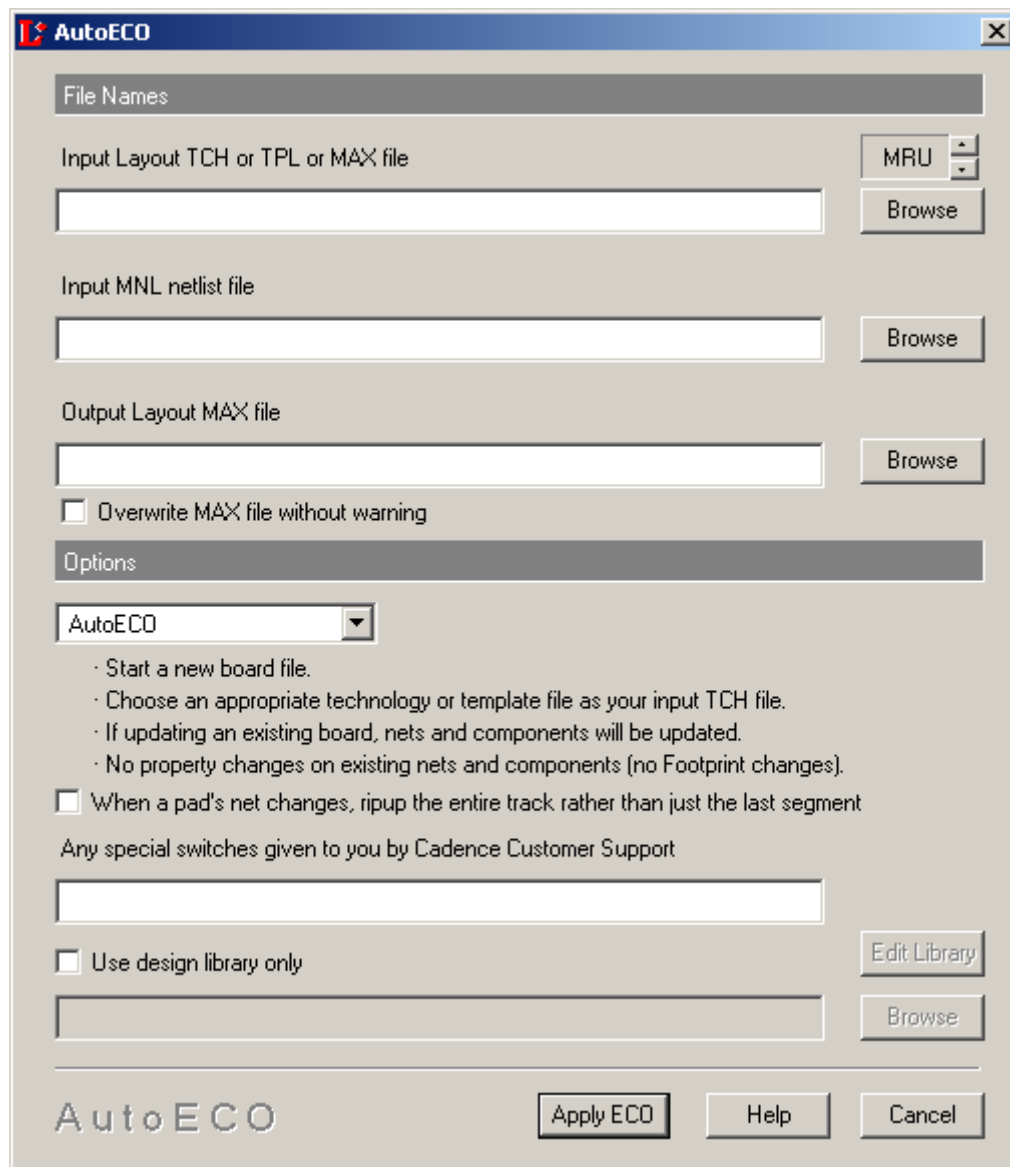 AutoECO
File Names
Input Layout TCH or TPL or MAX file
MRU
Browse
Input MNL netlist file
Browse
Output Layout MAX file
Browse
Overwrite MAX file without warning
Options
AutoECO
· Start a new board file.
· Choose an appropriate technology or template file as your input TCH file.
· If updating an existing board, nets and components will be updated.
· No property changes on existing nets and components (no Footprint changes).
When a pad's net changes, ripup the entire track rather than just the last segment
Any special switches given to you by Cadence Customer Support
Use design library only
Edit Library
Browse
AutoECO
Apply ECO
Help
Cancel